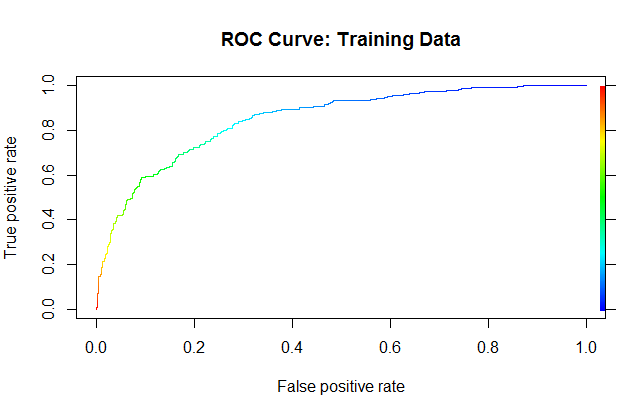 ROC Curve: Training Data
True positive rate
1.0
0.8
0.6
0.4
0.2
0.0
0.0 0.2 0.4 0.6 0.8 1.0
False positive rate